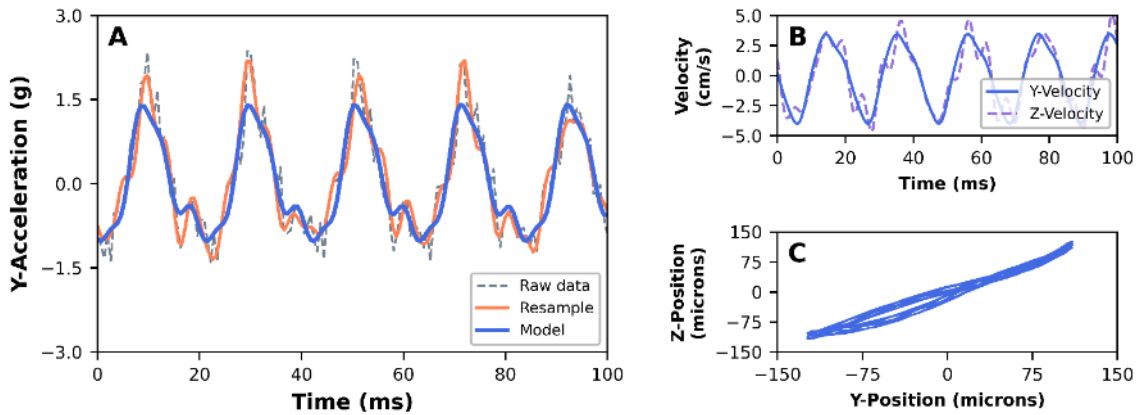 A
3.0
1.5
0.0
−1.5
−3.0
Y-Acceleration (g)
Raw data
Resample
Model
0
20
40
60
80
100
Time (ms)
B
5.0
2.5
0.0
−2.5
−5.0
Velocity
(cm/s)
Y-Velocity
Z-Velocity
0
20
40
60
80
100
Time (ms)
C
150
75
0
−75
−150
Z-Position
(microns)
−150
−75
0
75
150
Y-Position (microns)